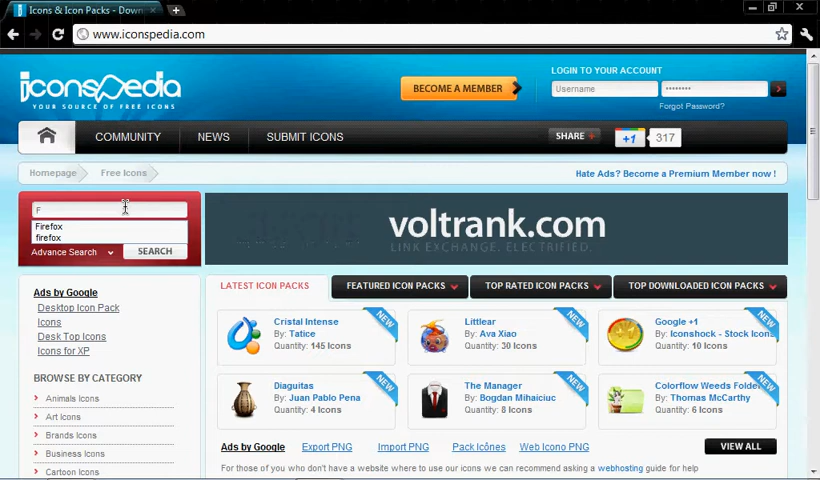 Icons & Icon Packs - Down
www.iconspedia.com
iconspedia
YOUR SOURCE OF FREE ICONS
BECOME A MEMBER
LOGIN TO YOUR ACCOUNT
Username
••••••••
Forgot Password?
COMMUNITY
NEWS
SUBMIT ICONS
SHARE +
+1
317
Homepage
Free Icons
Hate Ads? Become a Premium Member now !
F
Firefox
firefox
Advance Search
SEARCH
voltrank.com
LINK EXCHANGE. ELECTRIFIED.
LATEST ICON PACKS
FEATURED ICON PACKS
TOP RATED ICON PACKS
TOP DOWNLOADED ICON PACKS
Ads by Google
Desktop Icon Pack
Icons
Desk Top Icons
Icons for XP
BROWSE BY CATEGORY
Animals Icons
Art Icons
Brands Icons
Business Icons
Cartoon Icons
Cristal Intense
By: Tatice
Quantity: 145 Icons
NEW
Littlear
By: Ava Xiao
Quantity: 30 Icons
NEW
Google +1
By: Iconshock - Stock Icons
Quantity: 10 Icons
NEW
Diaguitas
By: Juan Pablo Pena
Quantity: 4 Icons
NEW
The Manager
By: Bogdan Mihaiciuc
Quantity: 8 Icons
NEW
Colorflow Weeds Folder
By: Thomas McCarthy
Quantity: 6 Icons
NEW
Ads by Google
Export PNG
Import PNG
Pack Icônes
Web Icono PNG
VIEW ALL
For those of you who don't have a website where to use our icons we can recommend asking a webhosting guide for help